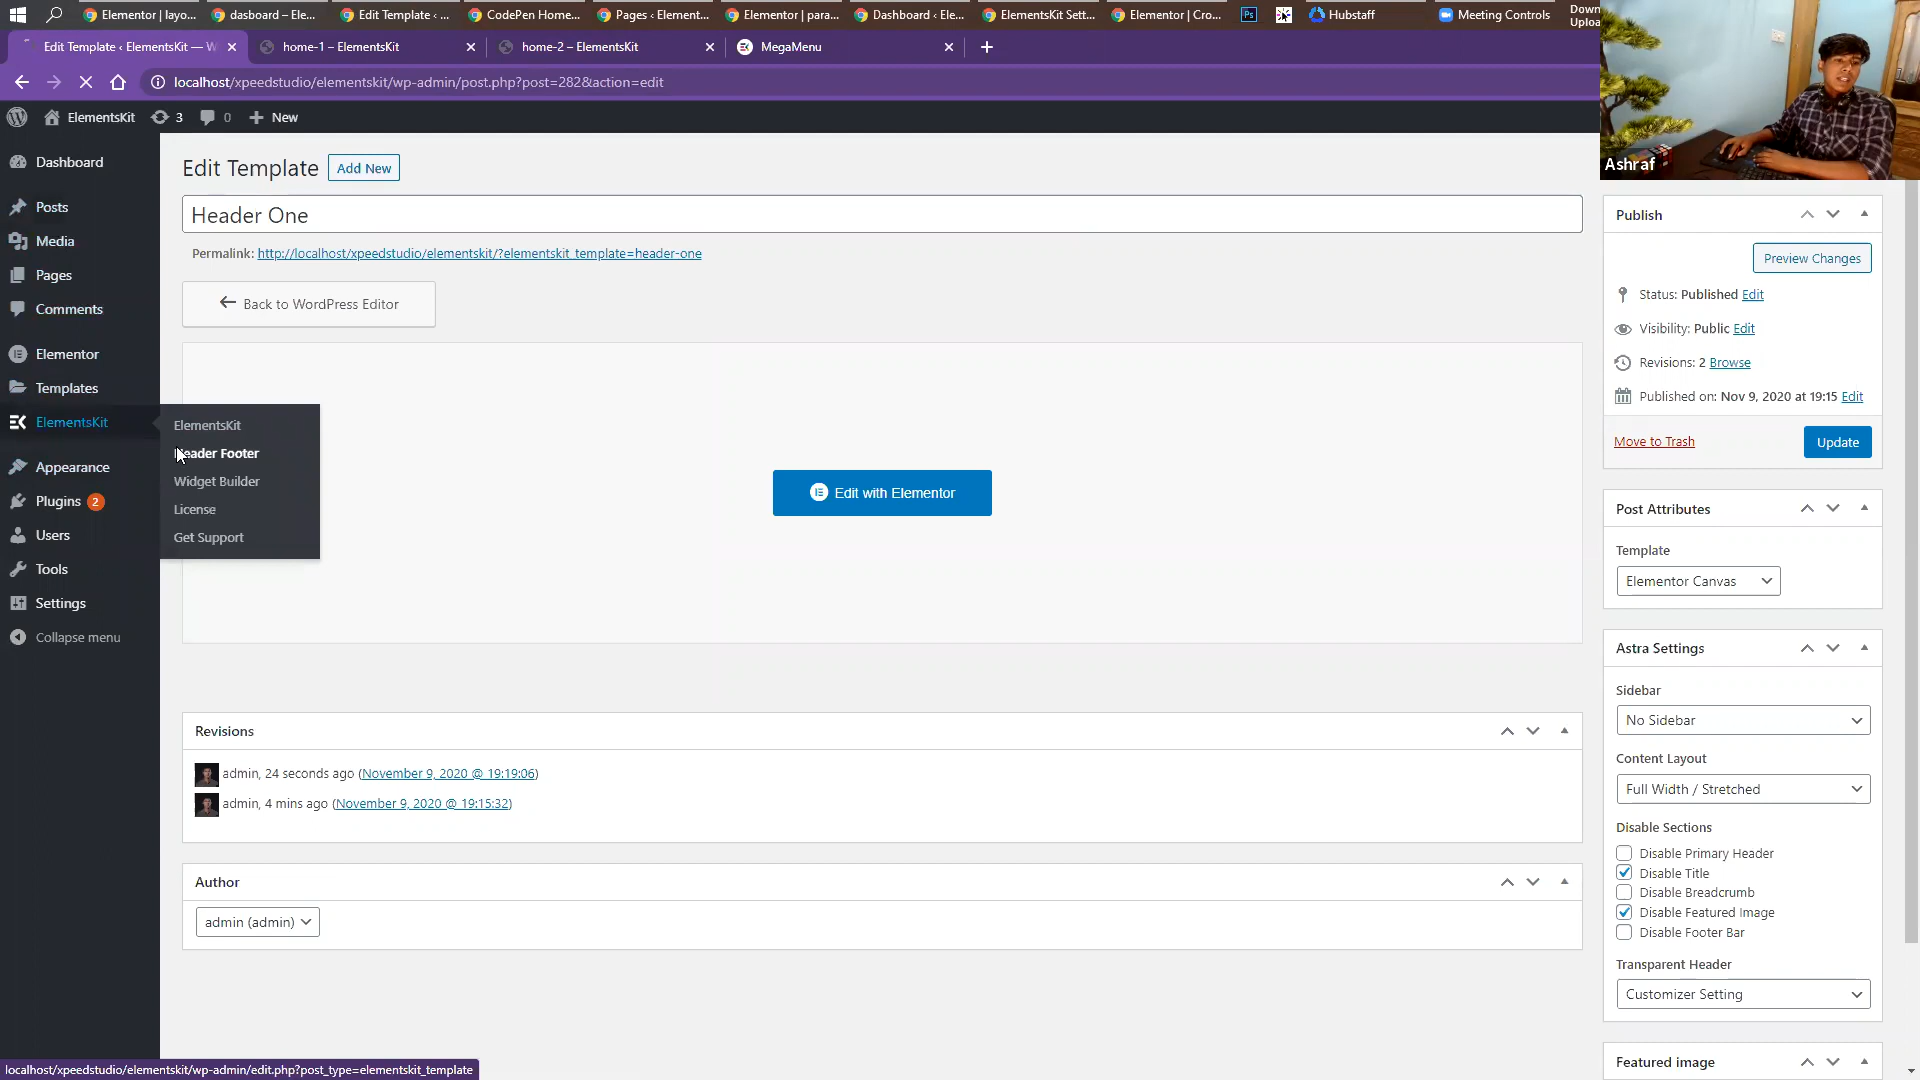 Elementor | layo...
dasboard – Ele...
Edit Template ‹ ...
CodePen Home...
Pages ‹ Element...
Elementor | para...
Dashboard ‹ Ele...
ElementsKit Sett...
Elementor | Cro...
Ps
Hubstaff
Meeting Controls
Down
Uploa
Edit Template ‹ ElementsKit — W
home-1 – ElementsKit
home-2 – ElementsKit
MegaMenu
localhost/xpeedstudio/elementskit/wp-admin/post.php?post=282&action=edit
ElementsKit
3
0
New
Ashraf
Dashboard
Posts
Media
Pages
Comments
Elementor
Templates
ElementsKit
Appearance
Plugins 2
Users
Tools
Settings
Collapse menu
ElementsKit
eader Footer
Widget Builder
License
Get Support
Edit Template
Add New
Header One
Permalink: http://localhost/xpeedstudio/elementskit/?elementskit_template=header-one
Back to WordPress Editor
Edit with Elementor
Revisions
admin, 24 seconds ago (November 9, 2020 @ 19:19:06)
admin, 4 mins ago (November 9, 2020 @ 19:15:32)
Author
admin (admin)
Publish
Preview Changes
Status: Published Edit
Visibility: Public Edit
Revisions: 2 Browse
Published on: Nov 9, 2020 at 19:15 Edit
Move to Trash
Update
Post Attributes
Template
Elementor Canvas
Astra Settings
Sidebar
No Sidebar
Content Layout
Full Width / Stretched
Disable Sections
Disable Primary Header
Disable Title
Disable Breadcrumb
Disable Featured Image
Disable Footer Bar
Transparent Header
Customizer Setting
Featured image
localhost/xpeedstudio/elementskit/wp-admin/edit.php?post_type=elementskit_template